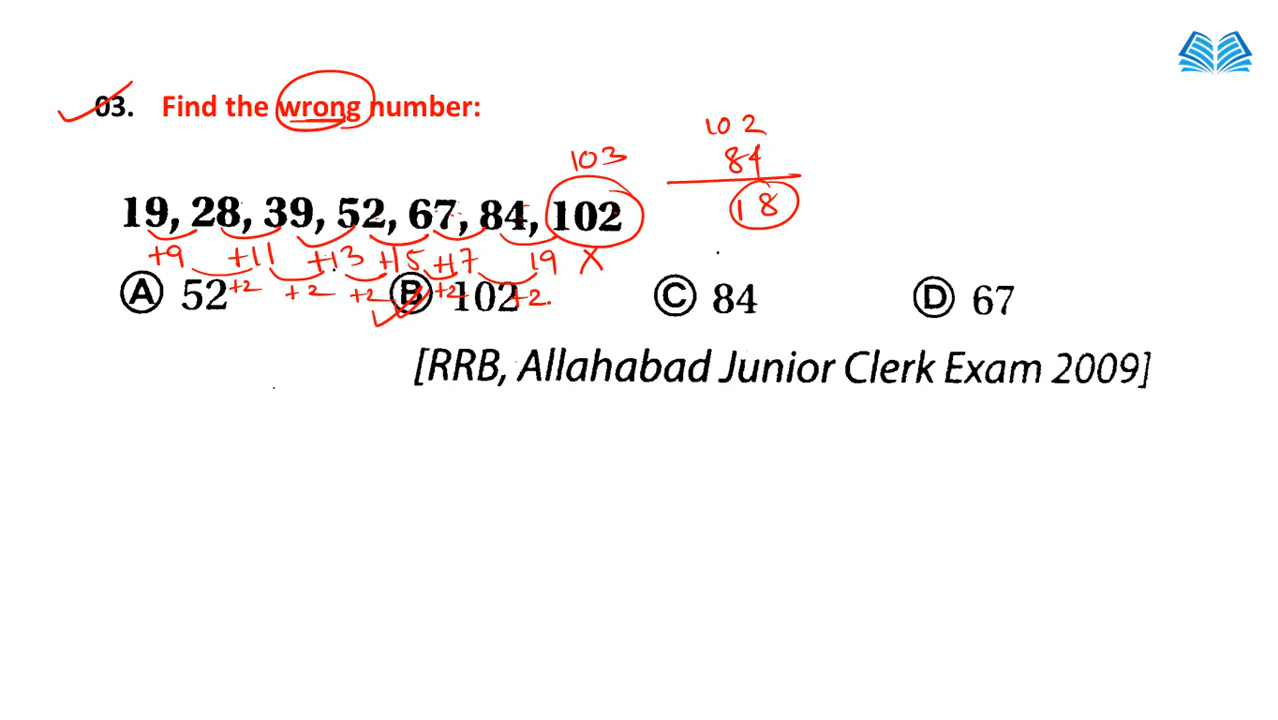 03. Find the wrong number:
102
84
18
103
19, 28, 39, 52, 67, 84, 102
+9 +11 +13 +15 +17 19 X
+2 +2 +2 +2 +2
A 52 B 102 C 84 D 67
[RRB, Allahabad Junior Clerk Exam 2009]